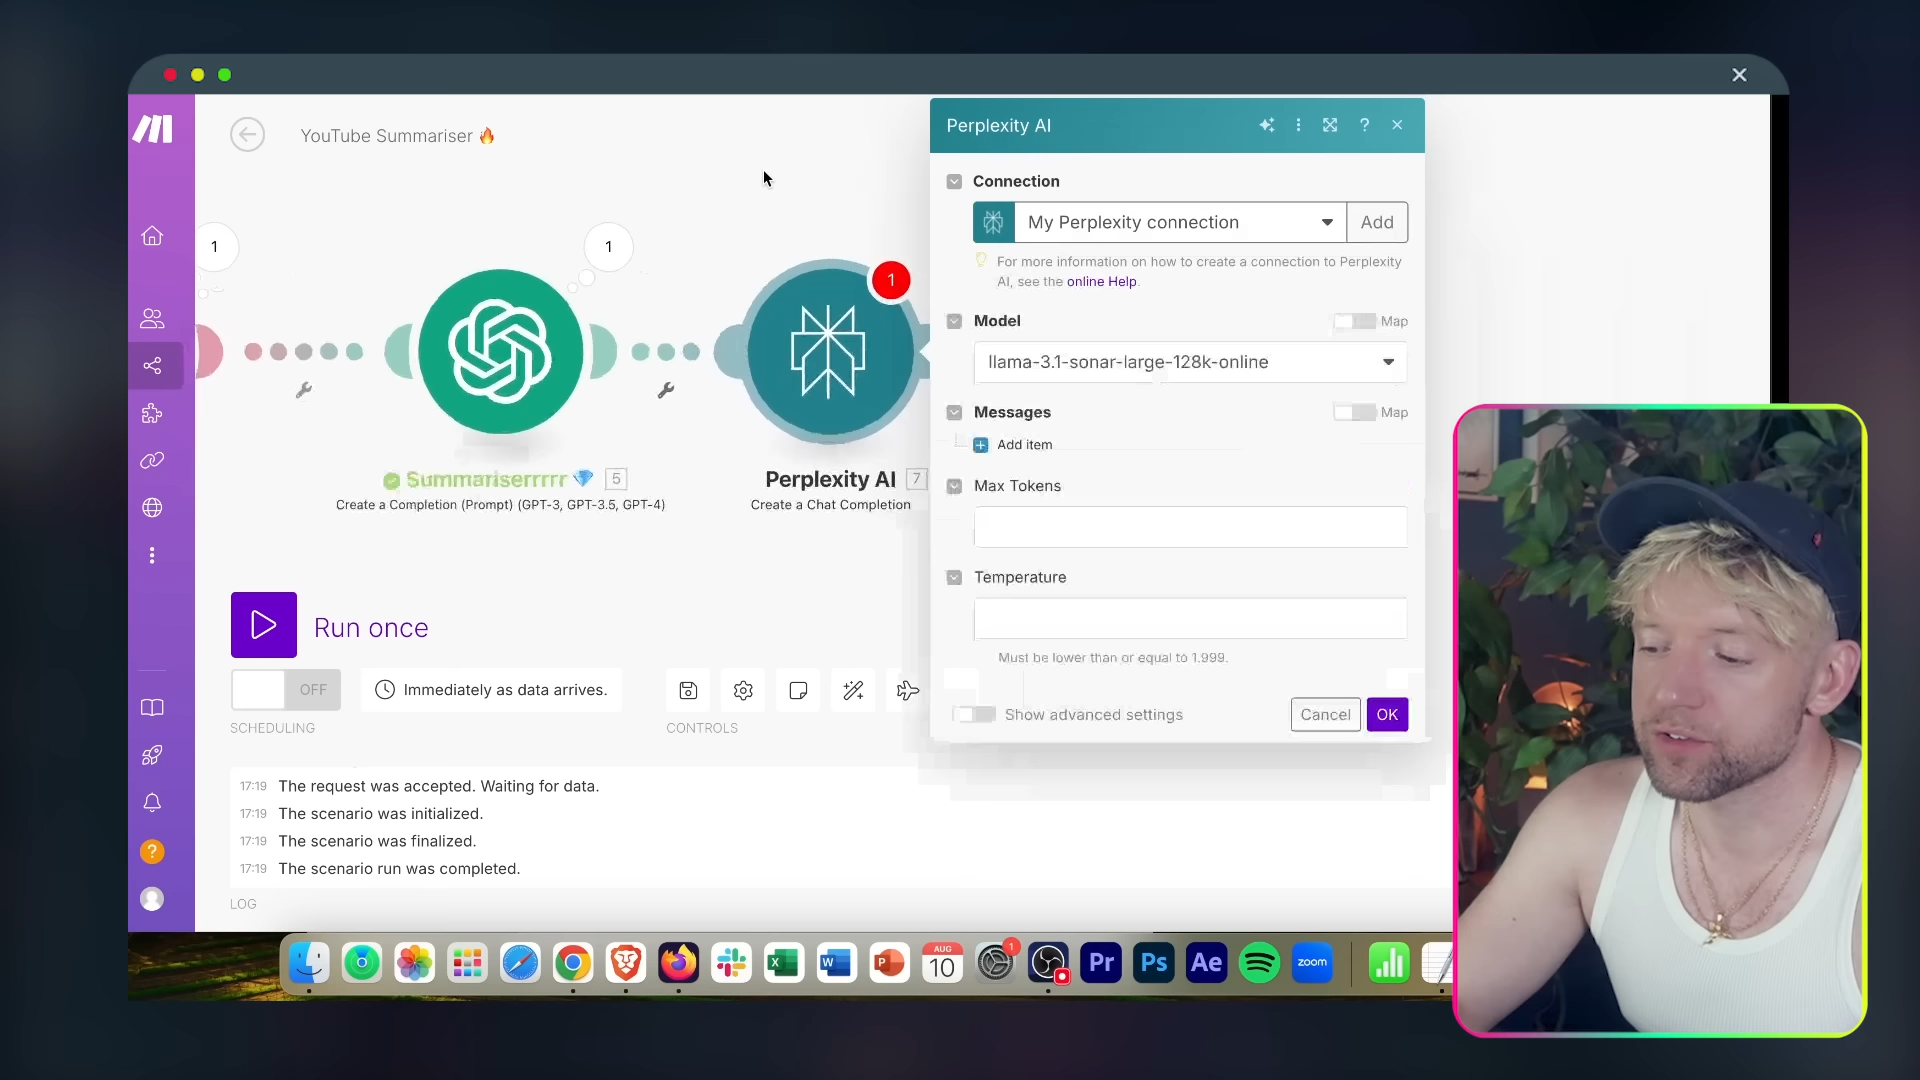 YouTube Summariser 🔥
1
1
1
Summariserrrrr 💎 5
Create a Completion (Prompt) (GPT-3, GPT-3.5, GPT-4)
Perplexity AI 7
Create a Chat Completion
Perplexity AI
?
Connection
My Perplexity connection
Add
For more information on how to create a connection to Perplexity
AI, see the online Help.
Model
Map
llama-3.1-sonar-large-128k-online
Messages
Map
Add item
Max Tokens
Temperature
Must be lower than or equal to 1.999.
Show advanced settings
Cancel
OK
Run once
OFF
Immediately as data arrives.
SCHEDULING
CONTROLS
17:19 The request was accepted. Waiting for data.
17:19 The scenario was initialized.
17:19 The scenario was finalized.
17:19 The scenario run was completed.
LOG
?
X
W
P
AUG
10
1
Pr
Ps
Ae
zoom